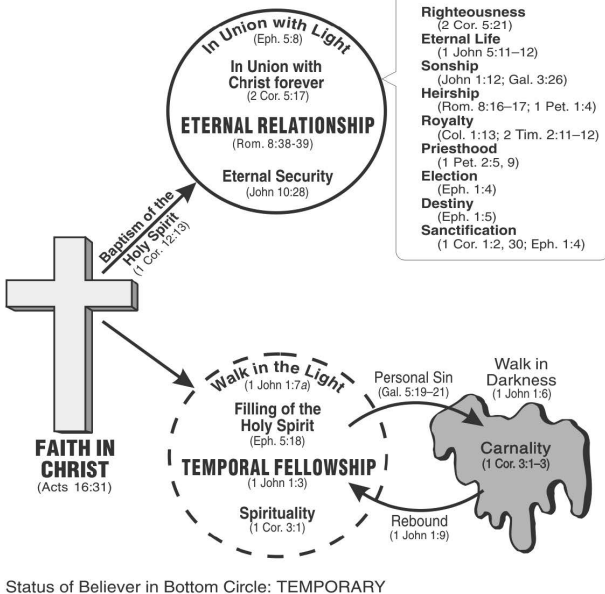 In Union with Light
(Eph. 5:8)
In Union with
Christ forever
(2 Cor. 5:17)
ETERNAL RELATIONSHIP
(Rom. 8:38-39)
Eternal Security
(John 10:28)
Righteousness
(2 Cor. 5:21)
Eternal Life
(1 John 5:11–12)
Sonship
(John 1:12; Gal. 3:26)
Heirship
(Rom. 8:16–17; 1 Pet. 1:4)
Royalty
(Col. 1:13; 2 Tim. 2:11–12)
Priesthood
(1 Pet. 2:5, 9)
Election
(Eph. 1:4)
Destiny
(Eph. 1:5)
Sanctification
(1 Cor. 1:2, 30; Eph. 1:4)
Baptism of the
Holy Spirit
(1 Cor. 12:13)
FAITH IN
CHRIST
(Acts 16:31)
Walk in the Light
(1 John 1:7a)
Filling of the
Holy Spirit
(Eph. 5:18)
TEMPORAL FELLOWSHIP
(1 John 1:3)
Spirituality
(1 Cor. 3:1)
Personal Sin
(Gal. 5:19–21)
Walk in
Darkness
(1 John 1:6)
Carnality
(1 Cor. 3:1–3)
Rebound
(1 John 1:9)
Status of Believer in Bottom Circle: TEMPORARY